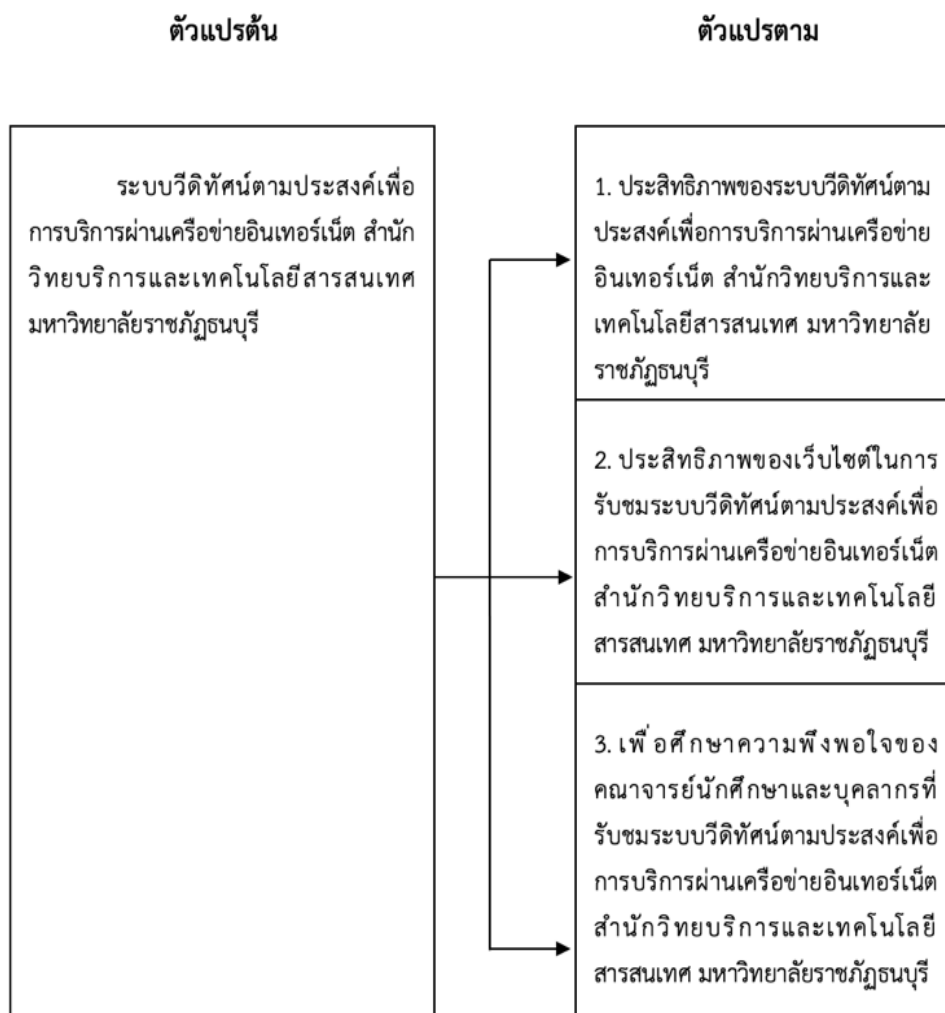 ตัวแปรต้น
ตัวแปรตาม
ระบบวีดิทัศน์ตามประสงค์เพื่อ
การบริการผ่านเครือข่ายอินเทอร์เน็ต สำนัก
วิทยบริการและเทคโนโลยีสารสนเทศ
มหาวิทยาลัยราชภัฏธนบุรี
1. ประสิทธิภาพของระบบวีดิทัศน์ตาม
ประสงค์เพื่อการบริการผ่านเครือข่าย
อินเทอร์เน็ต สำนักวิทยบริการและ
เทคโนโลยีสารสนเทศ มหาวิทยาลัย
ราชภัฏธนบุรี
2. ประสิทธิภาพของเว็บไซต์ในการ
รับชมระบบวีดิทัศน์ตามประสงค์เพื่อ
การบริการผ่านเครือข่ายอินเทอร์เน็ต
สำนักวิทยบริการและเทคโนโลยี
สารสนเทศ มหาวิทยาลัยราชภัฏธนบุรี
3. เพื่อศึกษาความพึงพอใจของ
คณาจารย์นักศึกษาและบุคลากรที่
รับชมระบบวีดิทัศน์ตามประสงค์เพื่อ
การบริการผ่านเครือข่ายอินเทอร์เน็ต
สำนักวิทยบริการและเทคโนโลยี
สารสนเทศ มหาวิทยาลัยราชภัฏธนบุรี